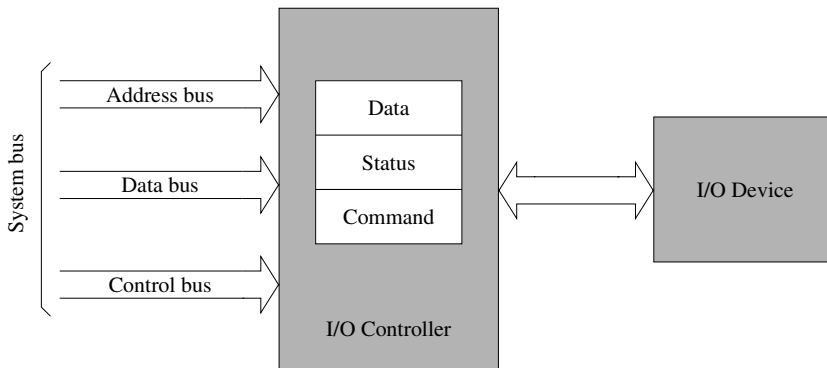 System bus
Address bus
Data bus
Control bus
Data
Status
Command
I/O Controller
I/O Device